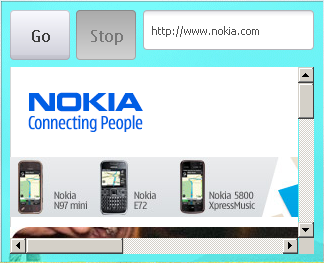 Go
Stop
http://www.nokia.com
NOKIA
Connecting People
Nokia
N97 mini
Nokia
E72
Nokia 5800
XpressMusic